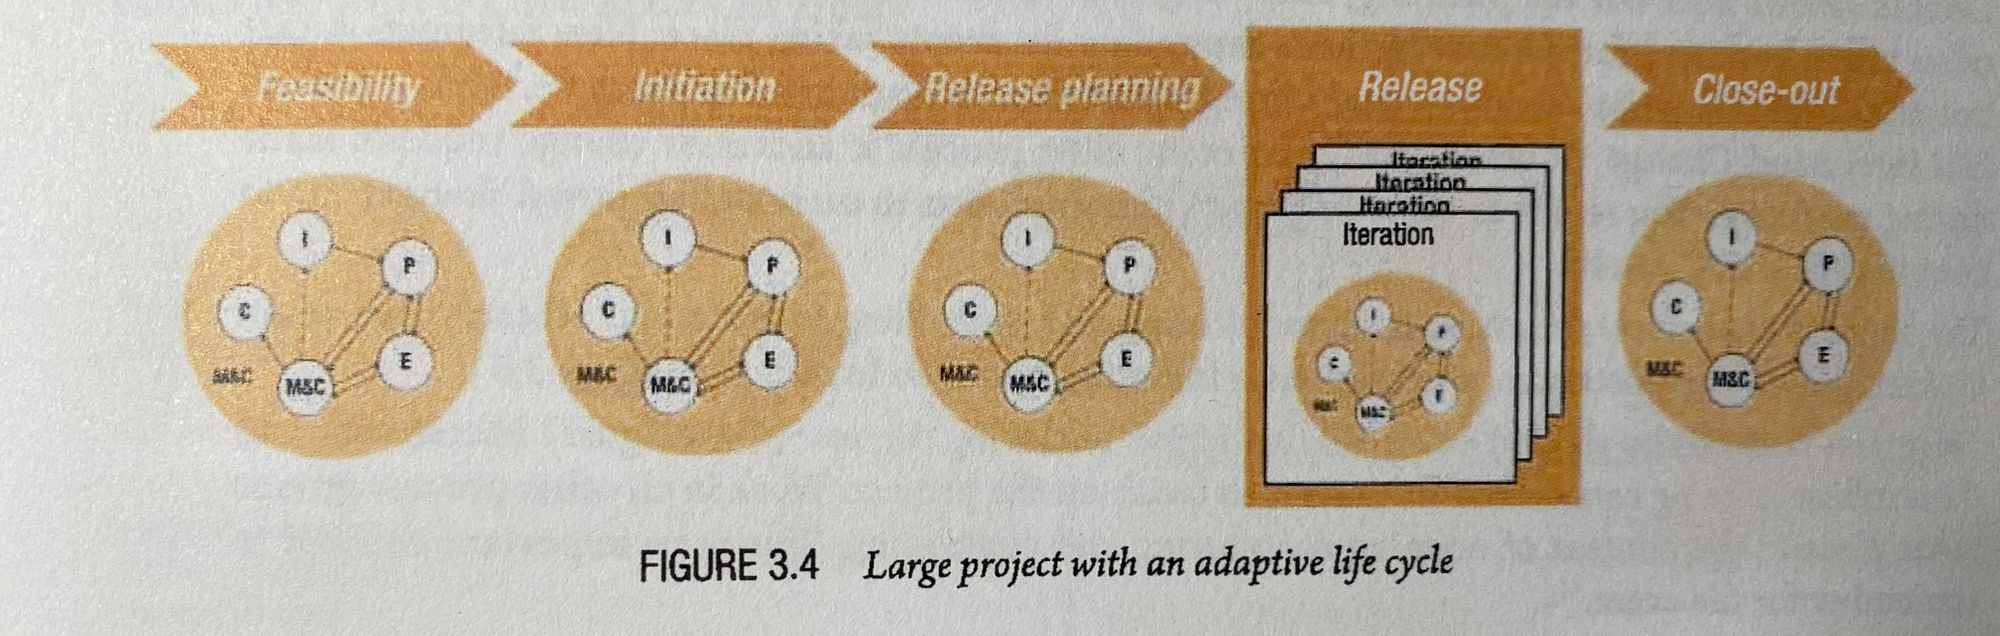 Feasibility
Initiation
Release planning
Release
Close-out
Iteration
Iteration
Iteration
Iteration
I
P
C
E
M&C
M&C
I
P
C
E
M&C
M&C
I
P
C
E
M&C
M&C
I
P
C
E
M&C
M&C
I
P
C
E
M&C
M&C
FIGURE 3.4 Large project with an adaptive life cycle